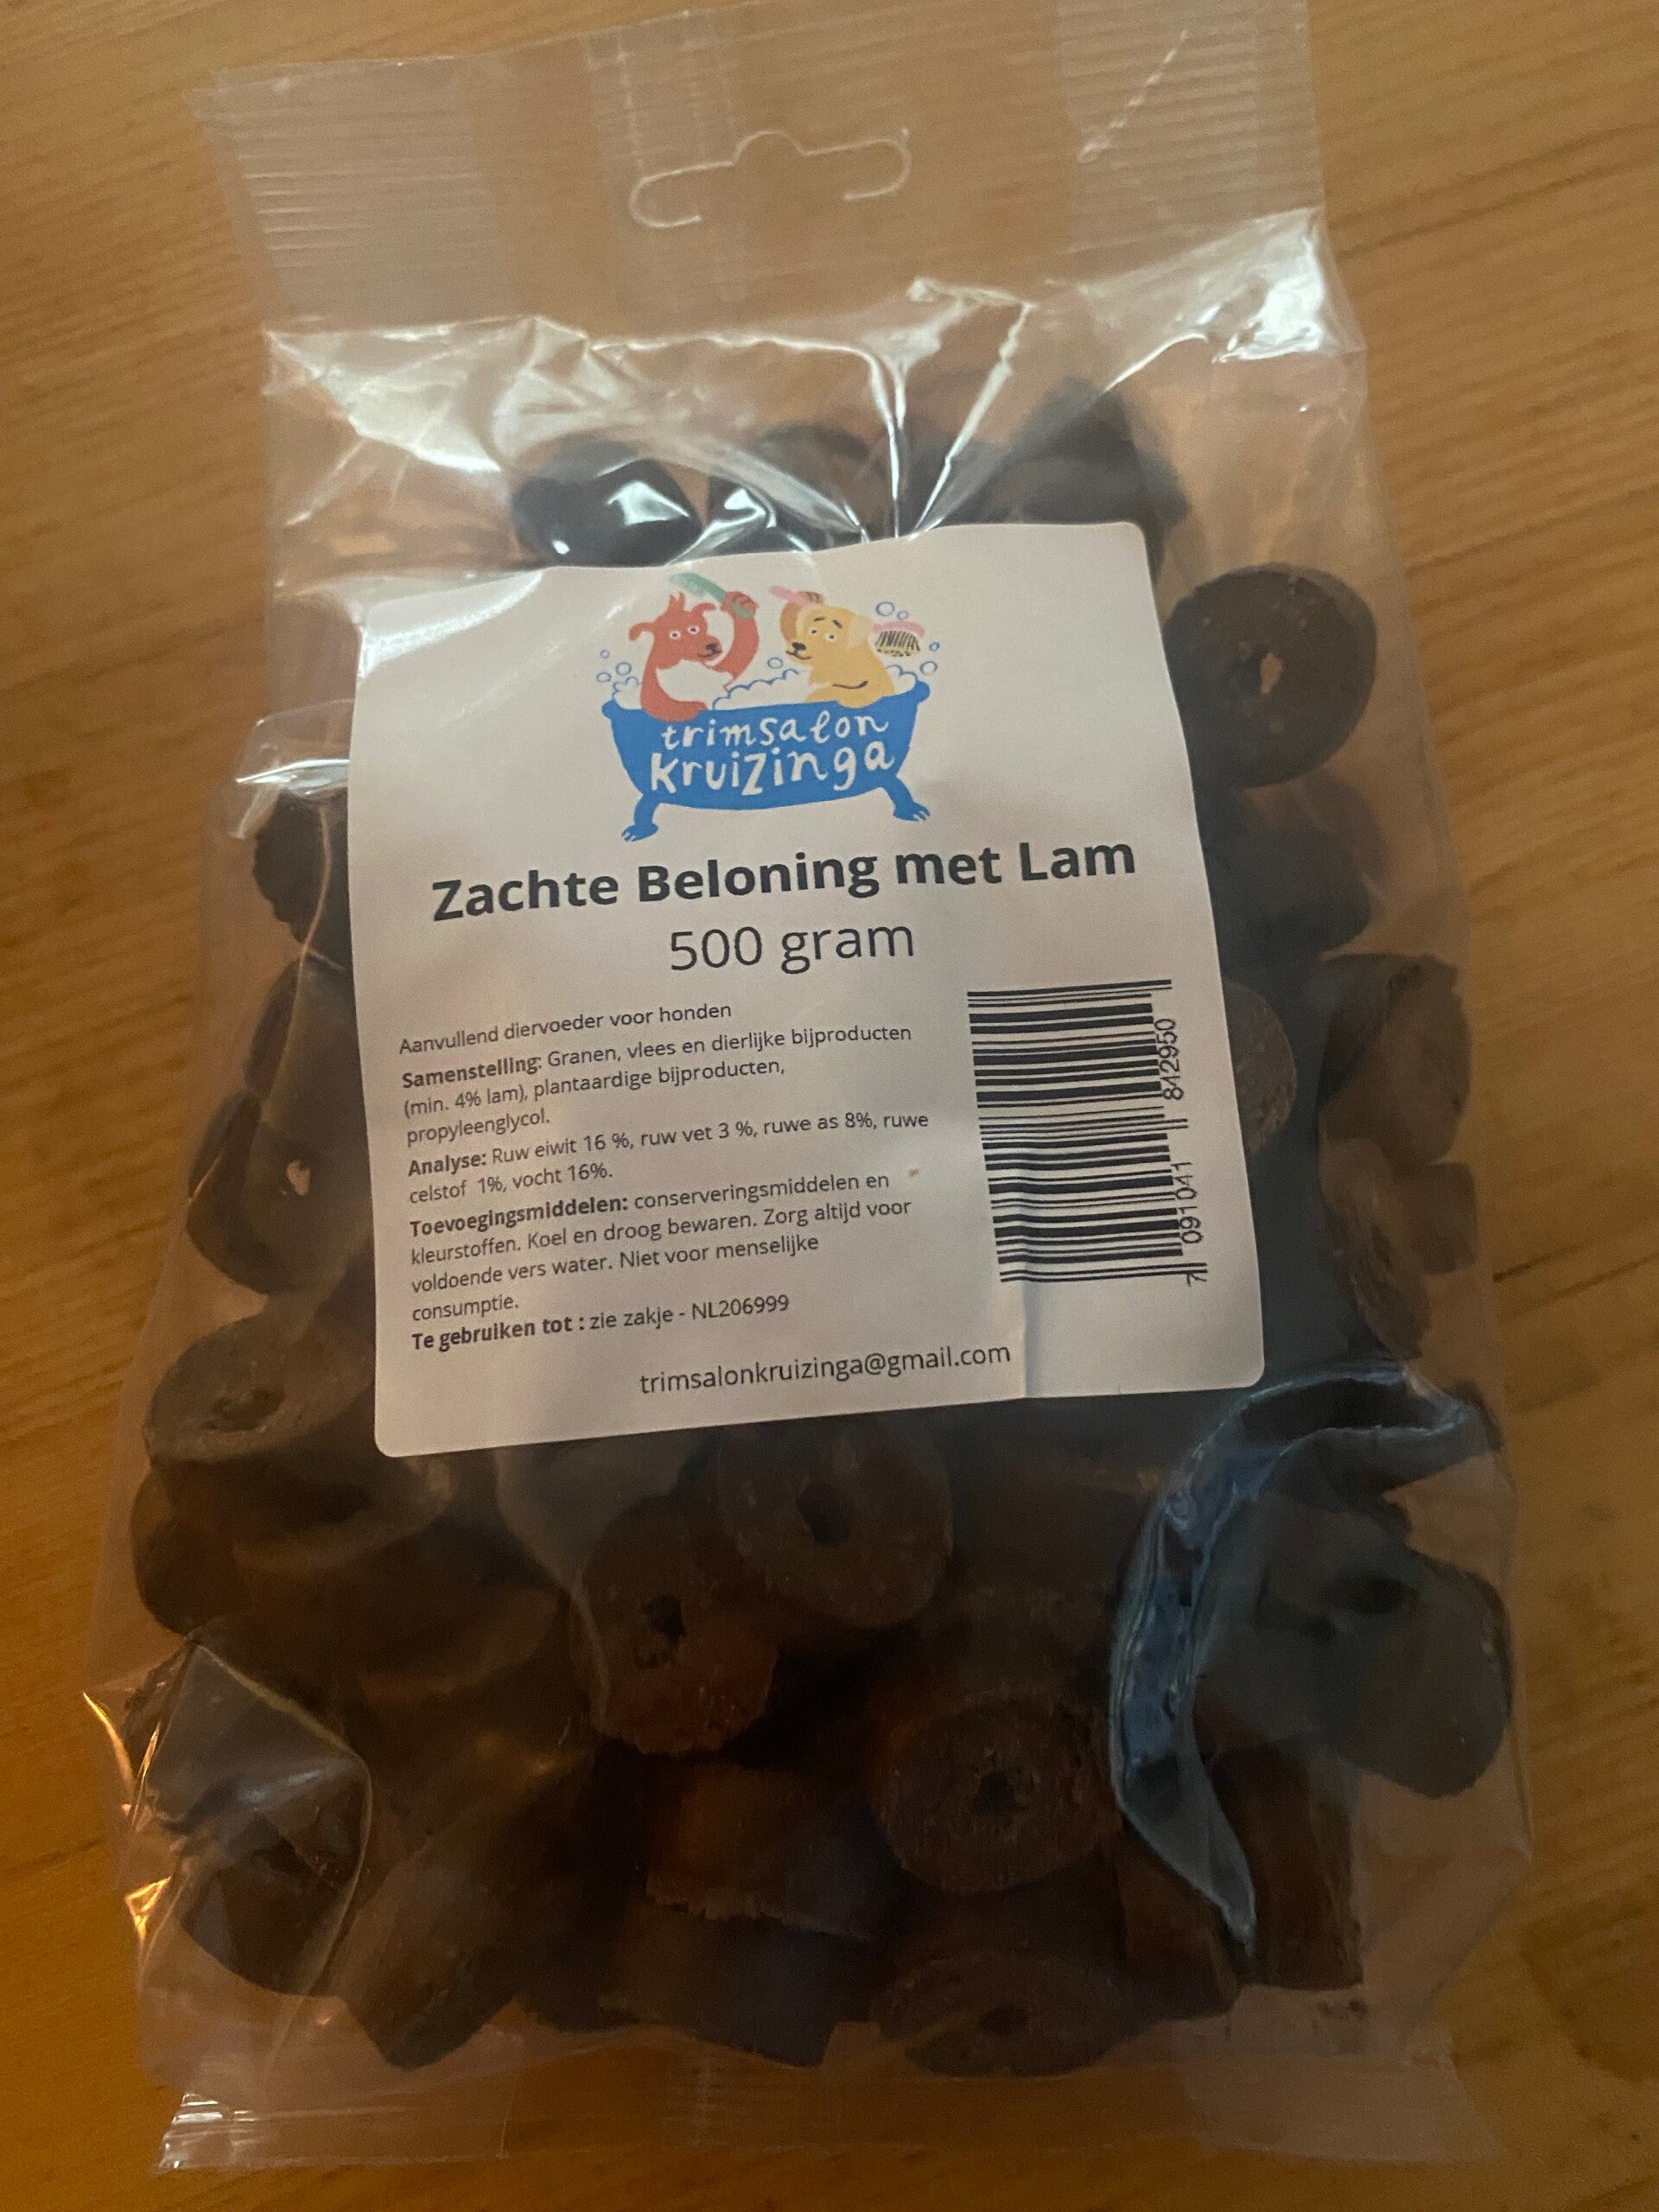 trimsalon
kruizinga
Zachte Beloning met Lam
500 gram
Aanvullend diervoeder voor honden
Samenstelling: Granen, vlees en dierlijke bijproducten
(min. 4% lam), plantaardige bijproducten,
propyleenglycol.
Analyse: Ruw eiwit 16 %, ruw vet 3 %, ruwe as 8%, ruwe
celstof 1%, vocht 16%.
Toevoegingsmiddelen: conserveringsmiddelen en
kleurstoffen. Koel en droog bewaren. Zorg altijd voor
voldoende vers water. Niet voor menselijke
consumptie.
Te gebruiken tot : zie zakje - NL206999
trimsalonkruizinga@gmail.com
7 091041 842950